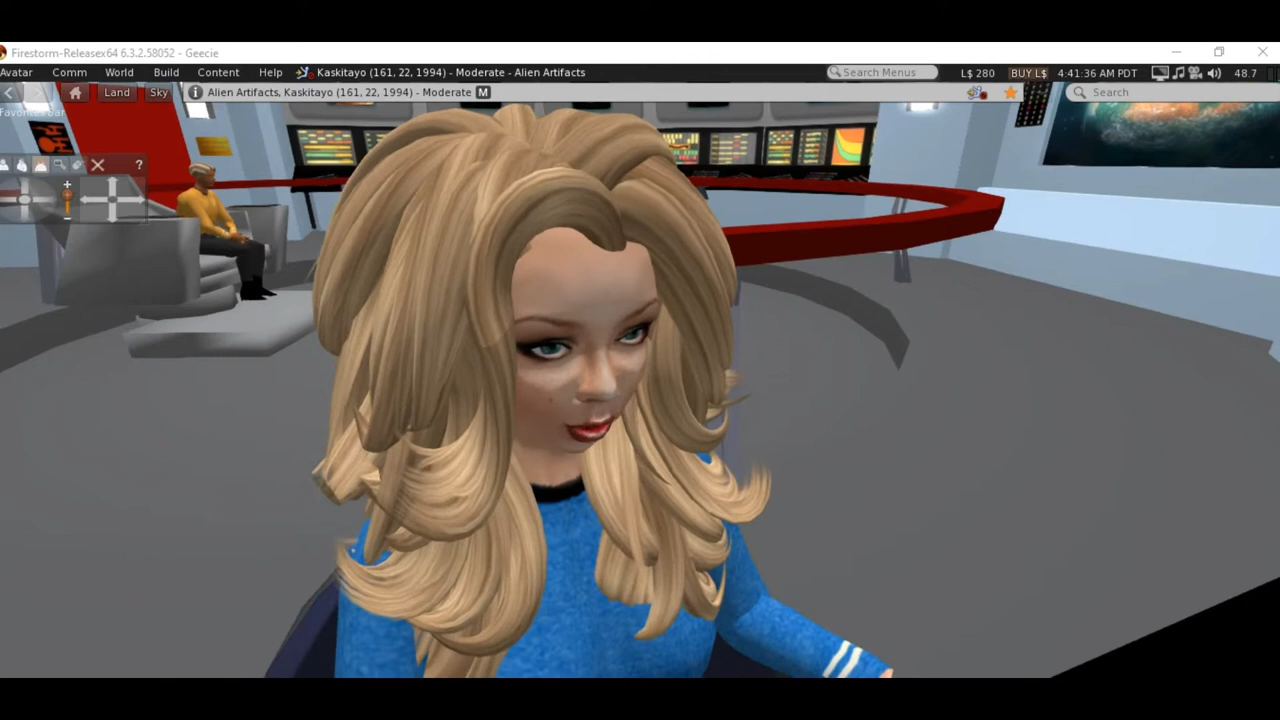 Firestorm-Releasex64 6.3.2.58052 - Geecie
Avatar Comm World Build Content Help Kaskitayo (161, 22, 1994) - Moderate - Alien Artifacts Search Menus L$ 280 BUY L$ 4:41:36 AM PDT 48.7
Land Sky Alien Artifacts, Kaskitayo (161, 22, 1994) - Moderate M Search
Favorites bar
?